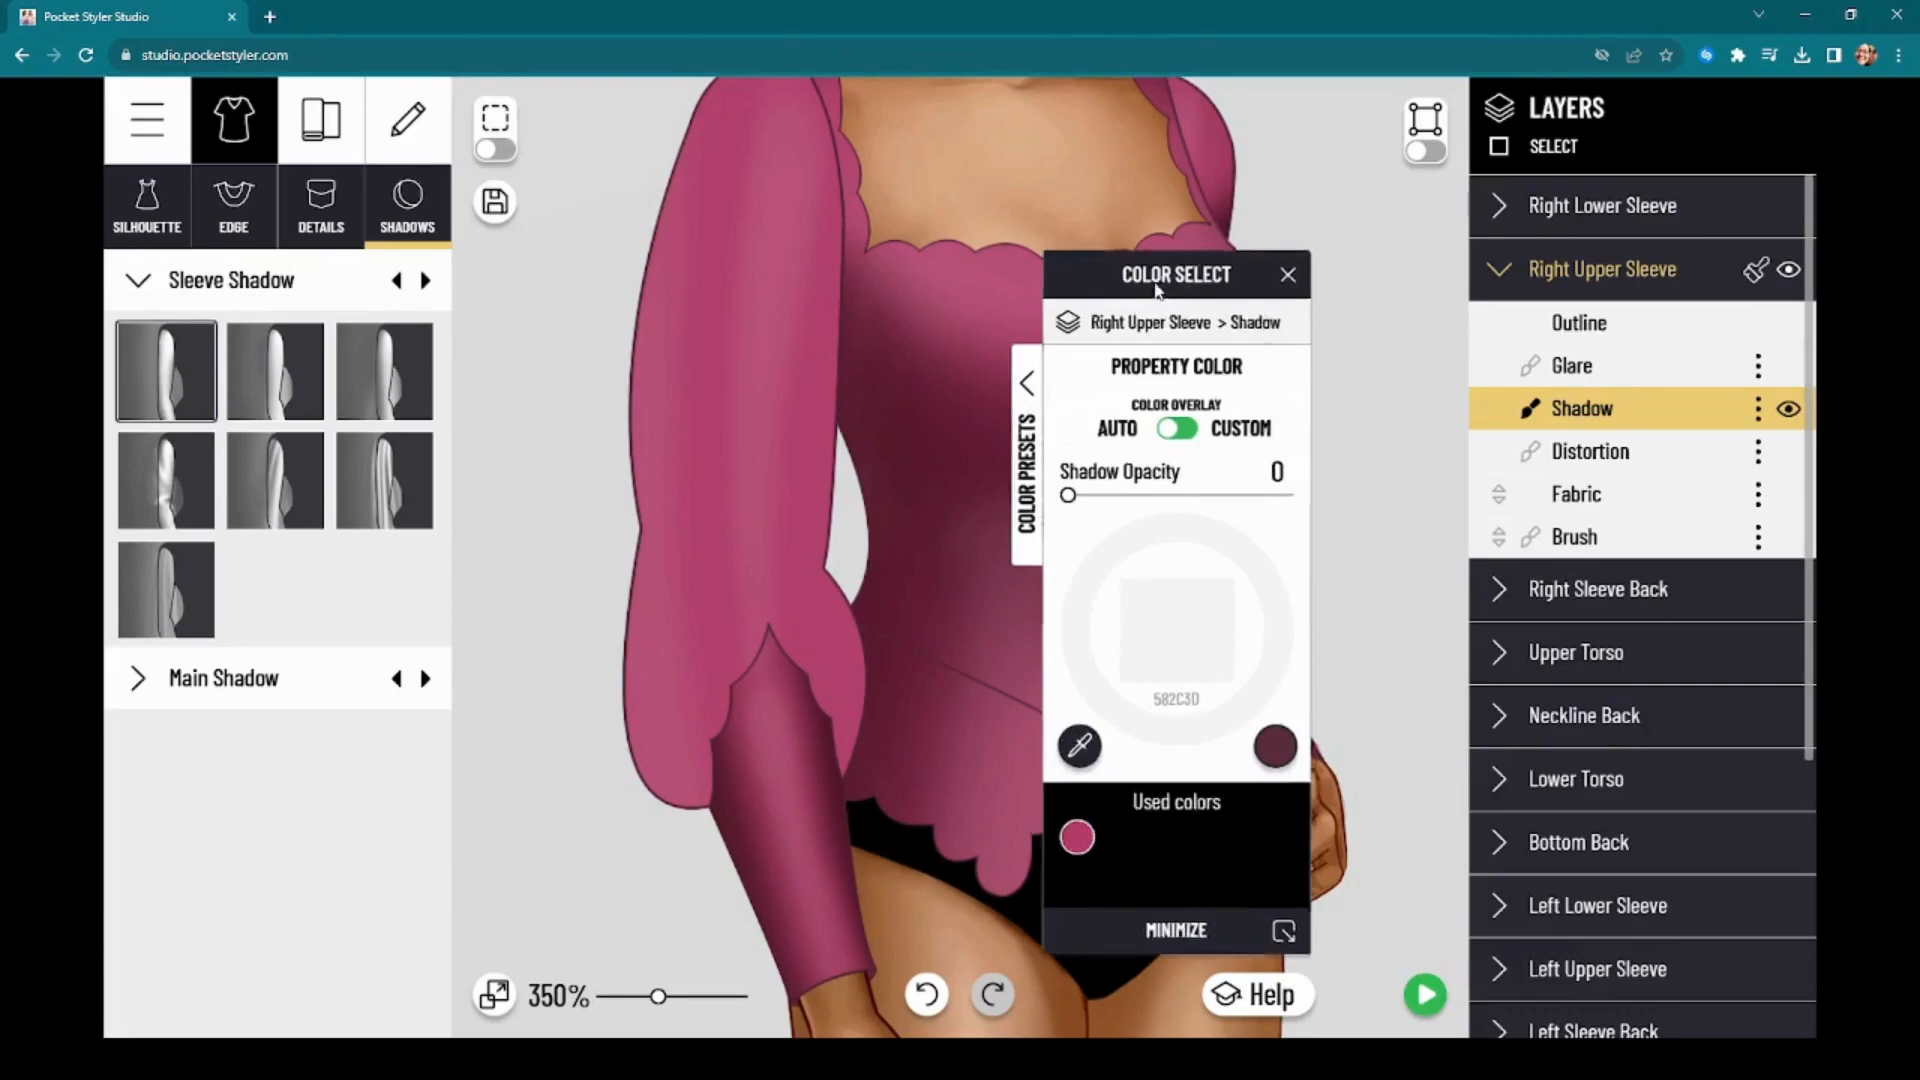 Pocket Styler Studio
studio.pocketstyler.com
SILHOUETTE
EDGE
DETAILS
SHADOWS
Sleeve Shadow
Main Shadow
COLOR SELECT
Right Upper Sleeve > Shadow
PROPERTY COLOR
COLOR OVERLAY
AUTO
CUSTOM
Shadow Opacity
0
COLOR PRESETS
582C3D
Used colors
MINIMIZE
350%
Help
LAYERS
SELECT
Right Lower Sleeve
Right Upper Sleeve
Outline
Glare
Shadow
Distortion
Fabric
Brush
Right Sleeve Back
Upper Torso
Neckline Back
Lower Torso
Bottom Back
Left Lower Sleeve
Left Upper Sleeve
Left Sleeve Back